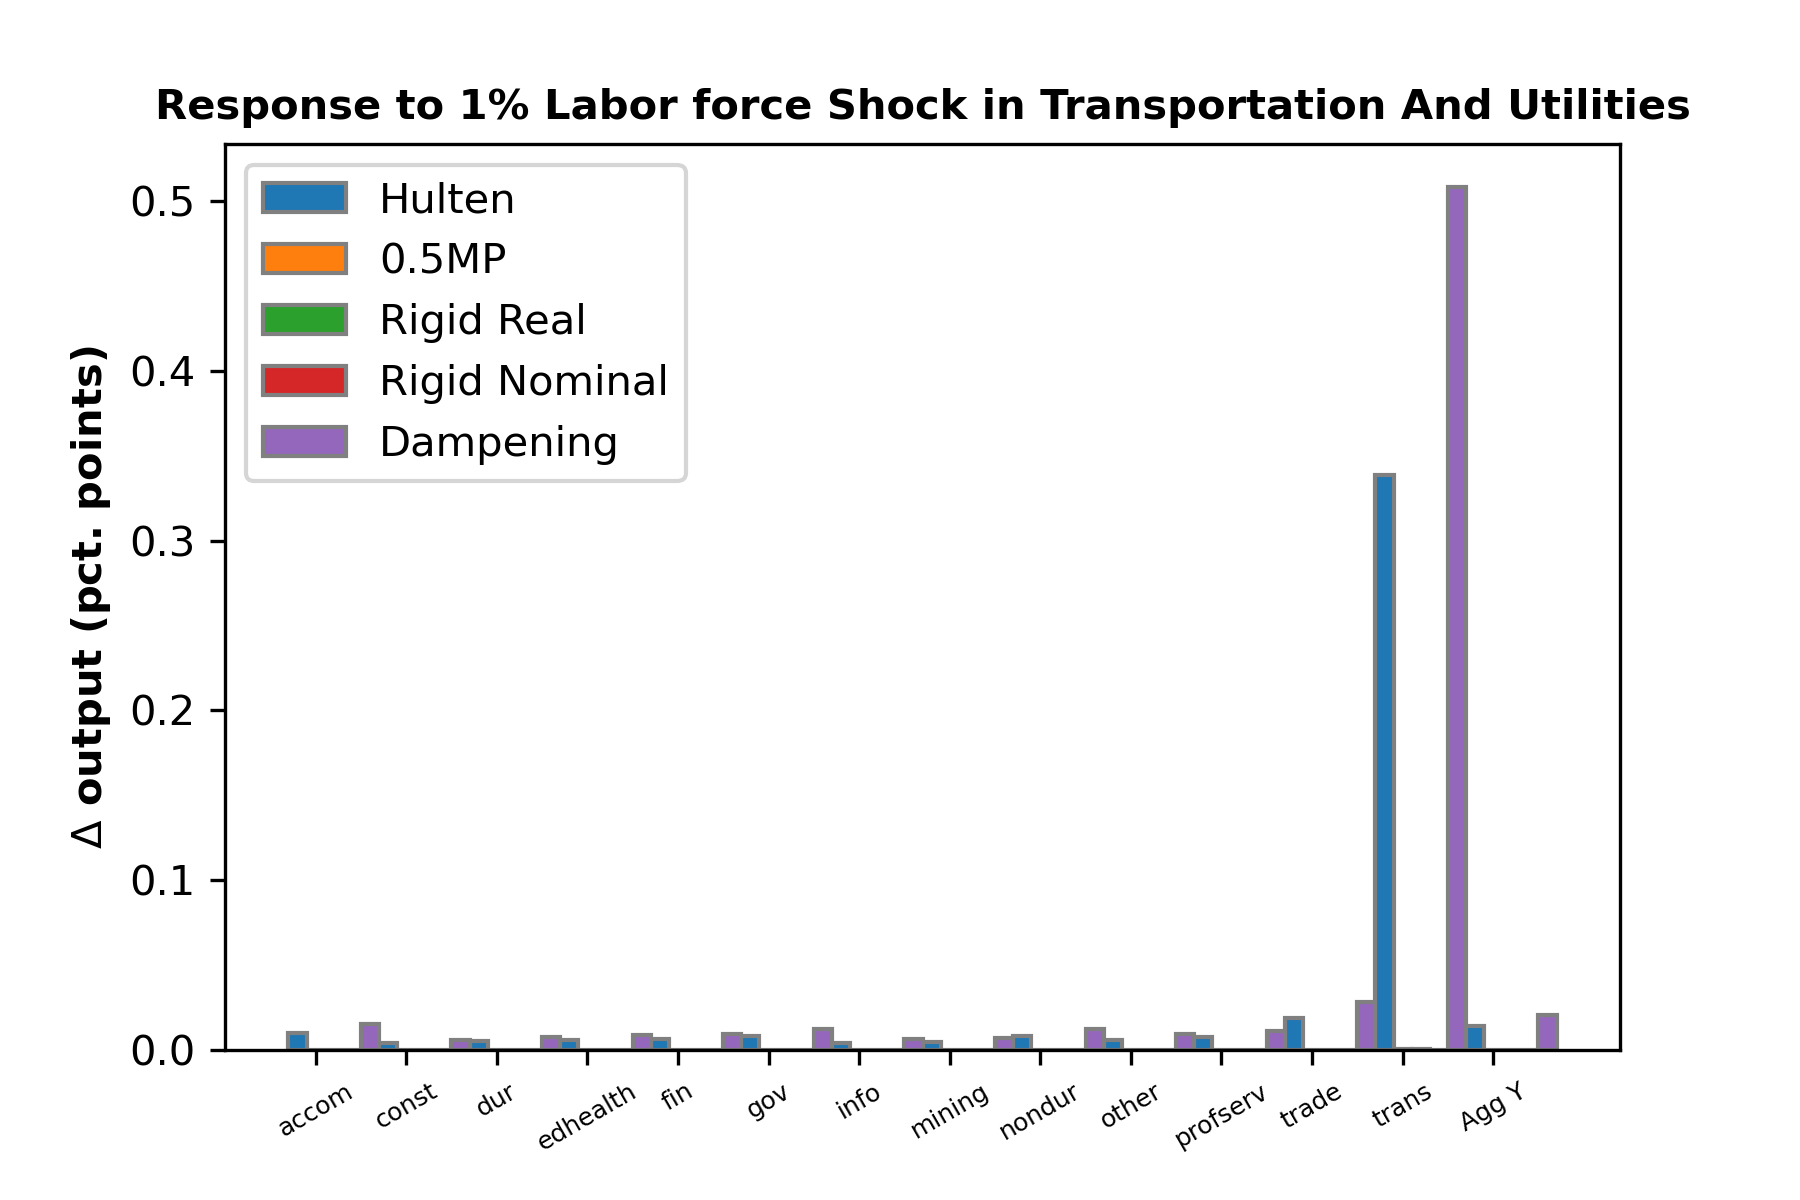 Response to 1% Labor force Shock in Transportation And Utilities
Δ output (pct. points)
0.5
0.4
0.3
0.2
0.1
0.0
Hulten
0.5MP
Rigid Real
Rigid Nominal
Dampening
accom const dur edhealth fin gov info mining nondur other profserv trade trans Agg Y